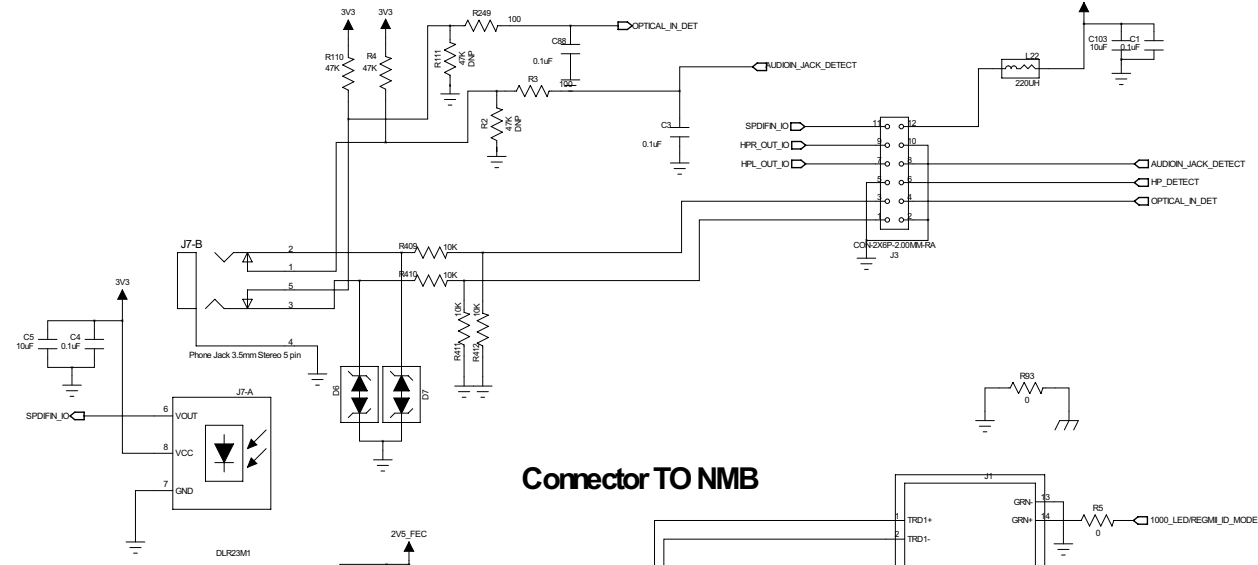 3V3
3V3
R249
100
OPTICAL_IN_DET
R110
47K
R4
47K
R111
47K
DNP
C88
0.1uF
R3
100
AUDIOIN_JACK_DETECT
R2
47K
DNP
C3
0.1uF
C103
10uF
C1
0.1uF
L22
220UH
SPDIFIN_IO
11
12
HPR_OUT_IO
9
10
HPL_OUT_IO
7
8
AUDIOIN_JACK_DETECT
5
6
HP_DETECT
3
4
OPTICAL_IN_DET
1
2
CON-2X6P-2.00MM-RA
J3
J7-B
2
R409
10K
1
R410
10K
5
3
3V3
10K
10K
R411
R412
C5
10uF
C4
0.1uF
4
Phone Jack 3.5mm Stereo 5 pin
D6
D7
R93
0
J7-A
SPDIFIN_IO
6
VOUT
8
VCC
7
GND
DLR23M1
Connector TO NMB
2V5_FEC
J1
GRN-
13
1
TRD1+
GRN+
14
R5
0
1000_LED/REGMII_ID_MODE
2
TRD1-